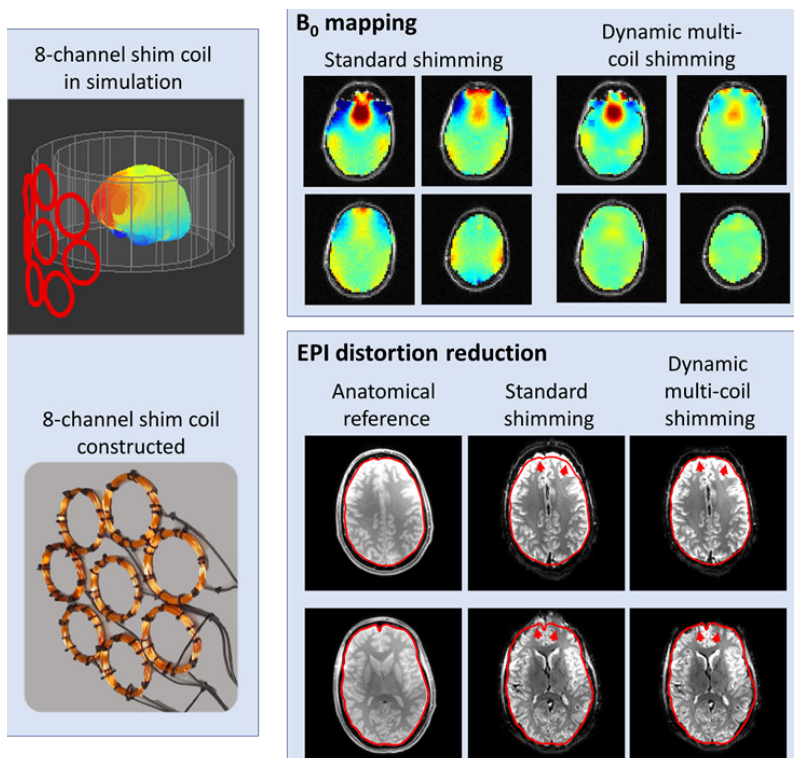 8-channel shim coil
in simulation
8-channel shim coil
constructed
B₀ mapping
Standard shimming
Dynamic multi-
coil shimming
EPI distortion reduction
Anatomical
reference
Standard
shimming
Dynamic
multi-coil
shimming